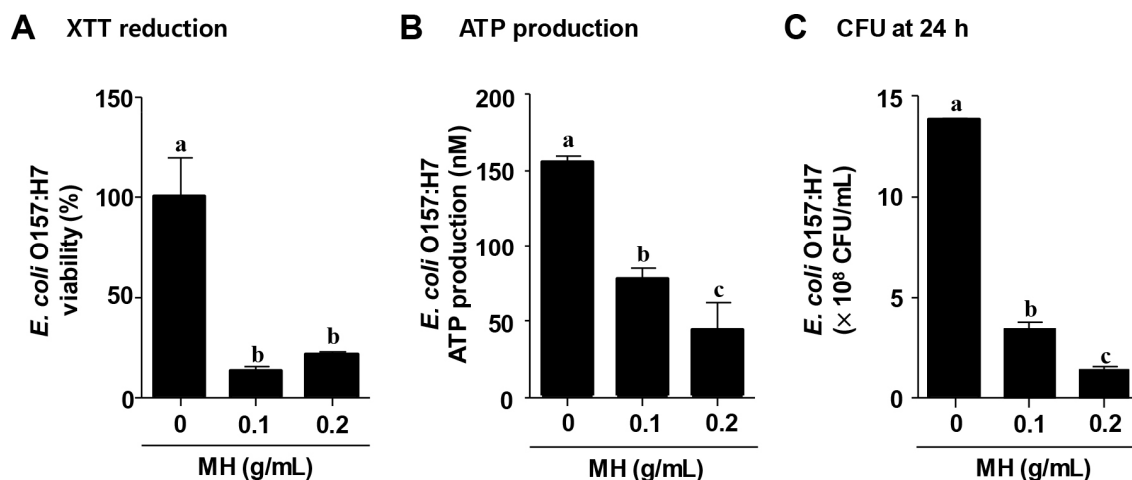 A XTT reduction
E. coli O157:H7
viability (%)
150
100
50
0
a
b
b
0 0.1 0.2
MH (g/mL)
B ATP production
E. coli O157:H7
ATP production (nM)
200
150
100
50
0
a
b
c
0 0.1 0.2
MH (g/mL)
C CFU at 24 h
E. coli O157:H7
(× 10⁸ CFU/mL)
15
10
5
0
a
b
c
0 0.1 0.2
MH (g/mL)